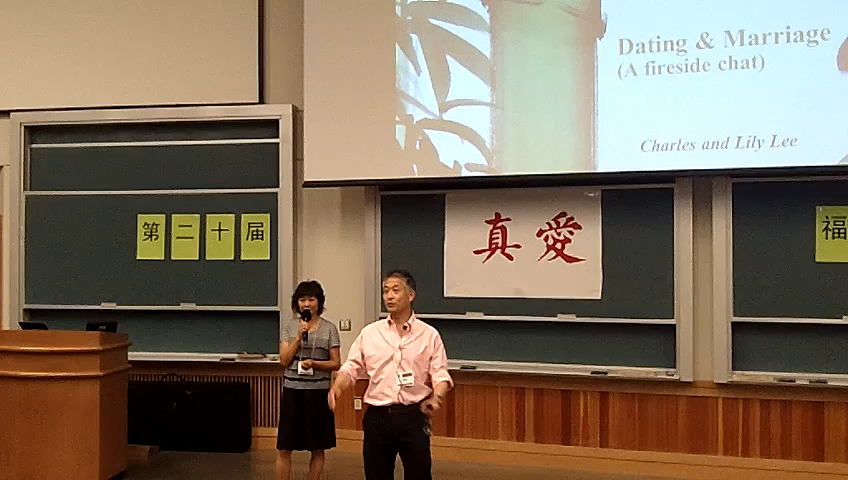 Dating & Marriage
(A fireside chat)
Charles and Lily Lee
第二十届
真愛
福